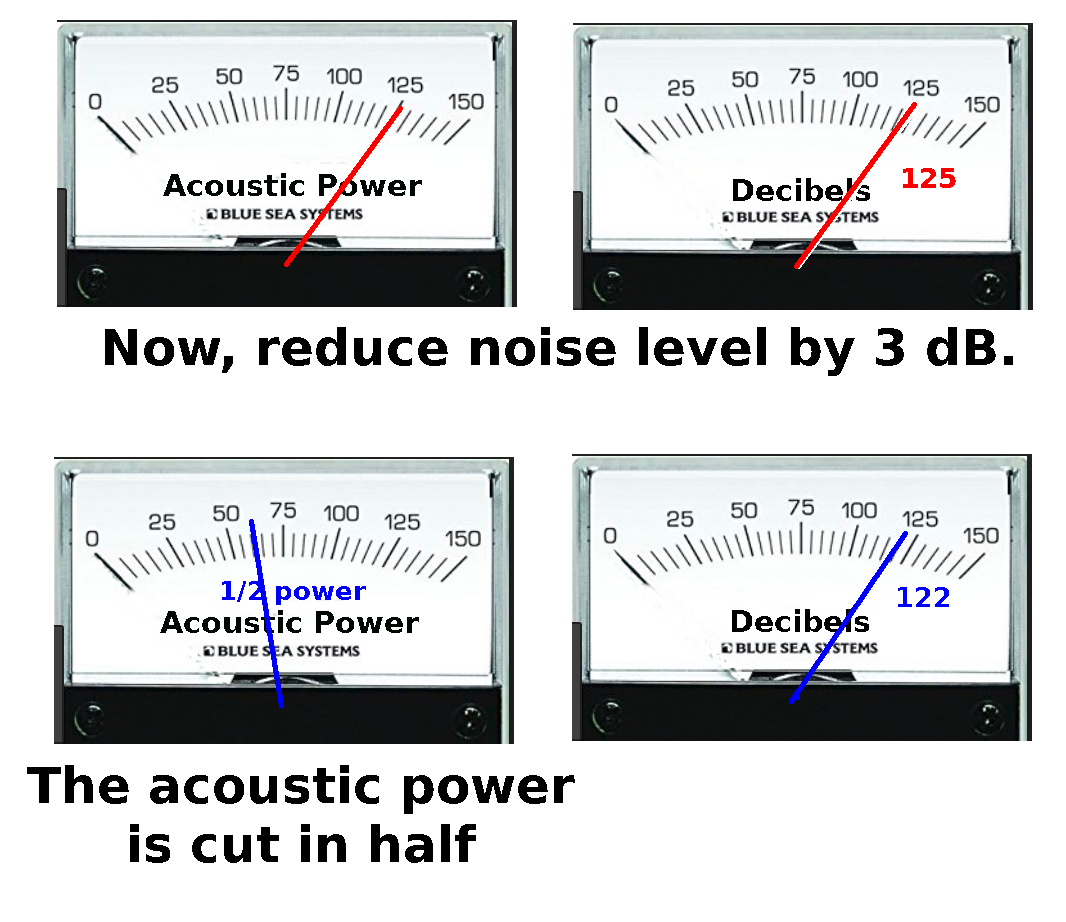 0 25 50 75 100 125 150
Acoustic Power
BLUE SEA SYSTEMS
0 25 50 75 100 125 150
125
Decibels
BLUE SEA SYSTEMS
Now, reduce noise level by 3 dB.
0 25 50 75 100 125 150
1/2 power
Acoustic Power
BLUE SEA SYSTEMS
0 25 50 75 100 125 150
122
Decibels
BLUE SEA SYSTEMS
The acoustic power
is cut in half